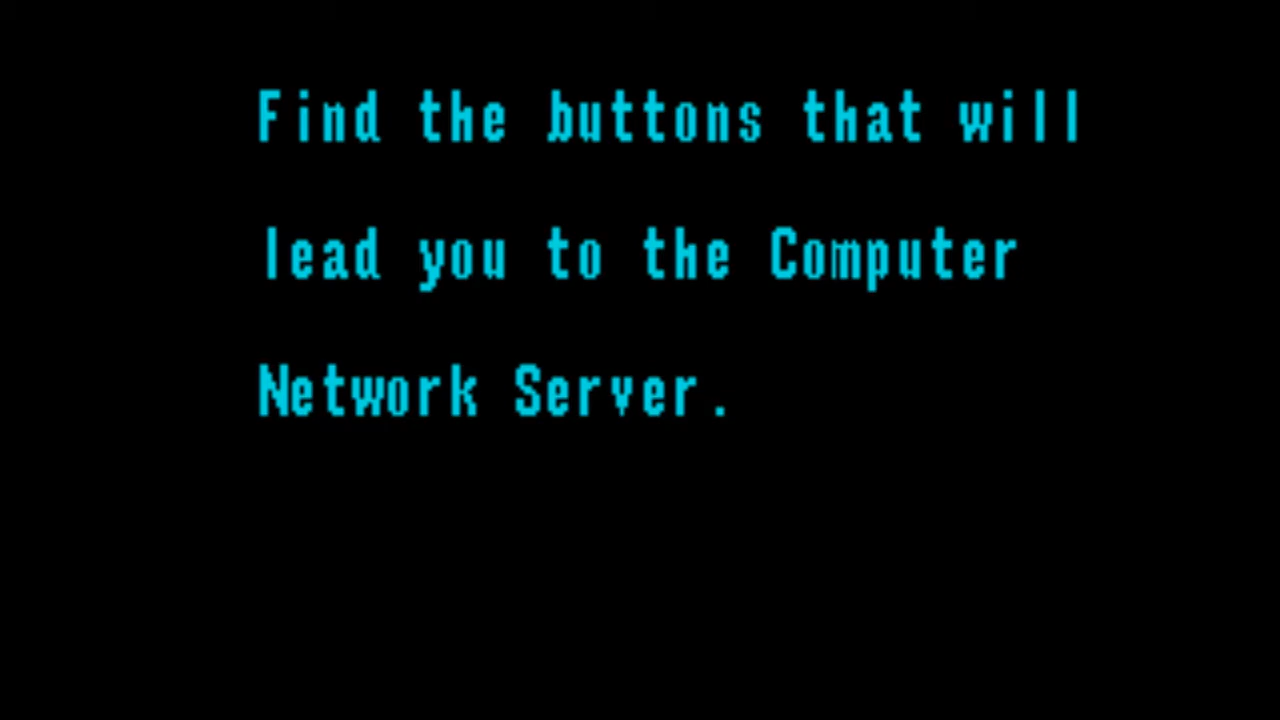 Find the buttons that will
lead you to the Computer
Network Server.